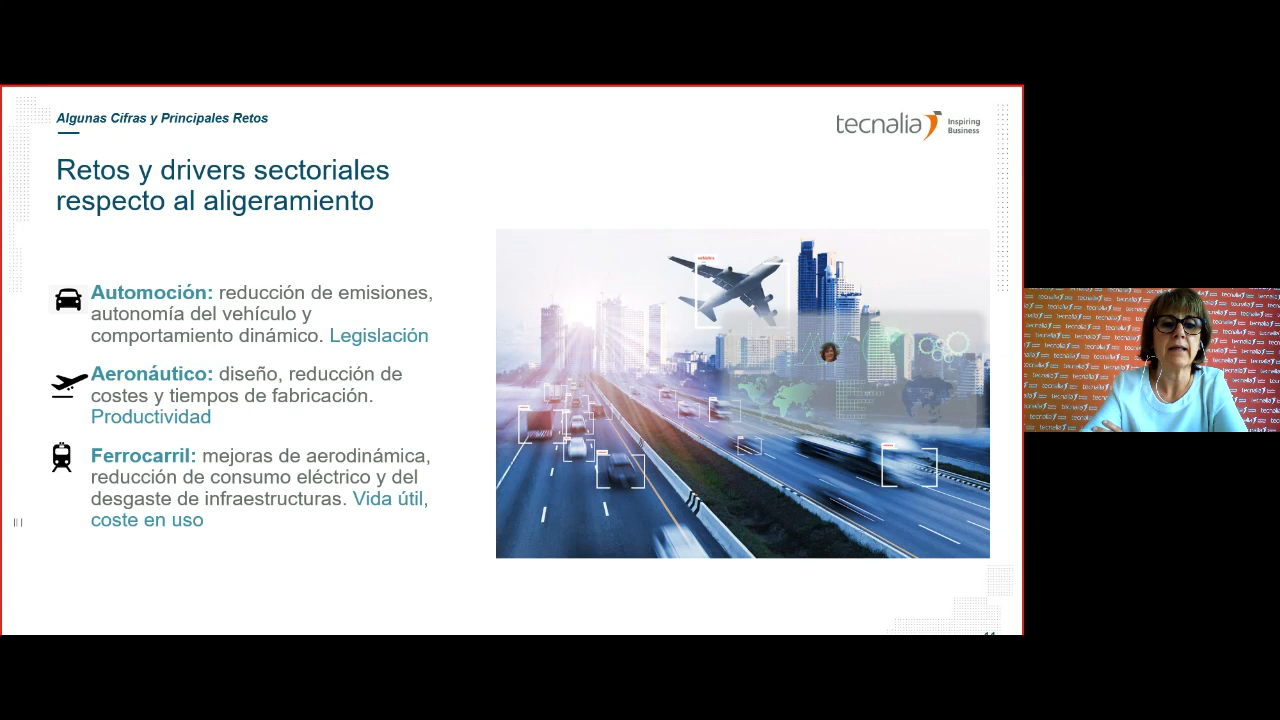 Algunas Cifras y Principales Retos
tecnalia Inspiring
Business
Retos y drivers sectoriales
respecto al aligeramiento
Automoción: reducción de emisiones,
autonomía del vehículo y
comportamiento dinámico. Legislación
Aeronáutico: diseño, reducción de
costes y tiempos de fabricación.
Productividad
Ferrocarril: mejoras de aerodinámica,
reducción de consumo eléctrico y del
desgaste de infraestructuras. Vida útil,
coste en uso